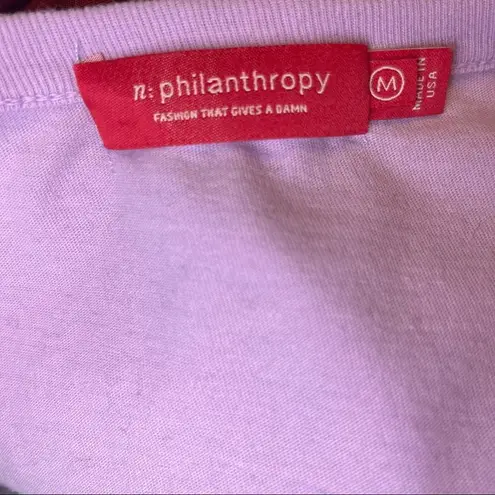 n: philanthropy
FASHION THAT GIVES A DAMN
M
MADE IN
USA